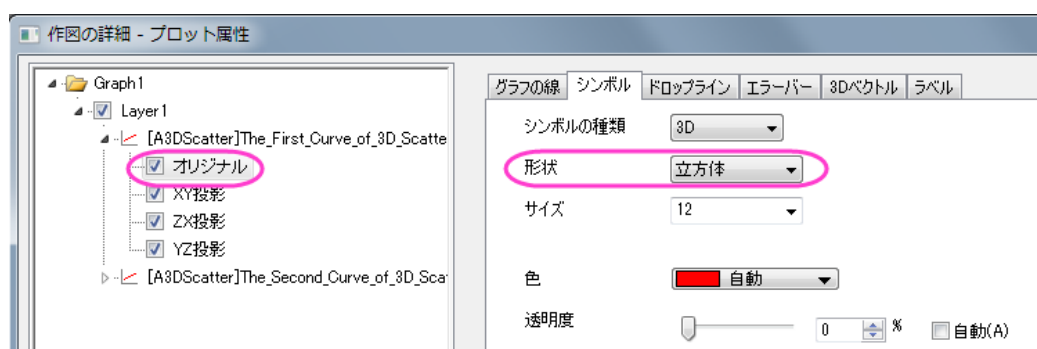 作図の詳細 - プロット属性
Graph1
Layer1
[A3DScatter]The_First_Curve_of_3D_Scatte
オリジナル
XY投影
ZX投影
YZ投影
[A3DScatter]The_Second_Curve_of_3D_Sca
グラフの線 シンボル ドロップライン エラーバー 3Dベクトル ラベル
シンボルの種類 3D
形状 立方体
サイズ 12
色 自動
透明度 0 % 自動(A)